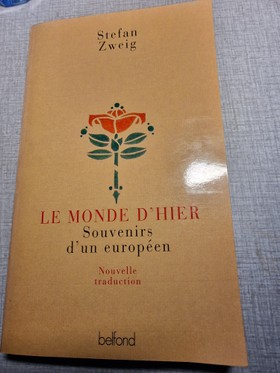 Stefan
Zweig
LE MONDE D'HIER
Souvenirs
d'un européen
Nouvelle
traduction
belfond